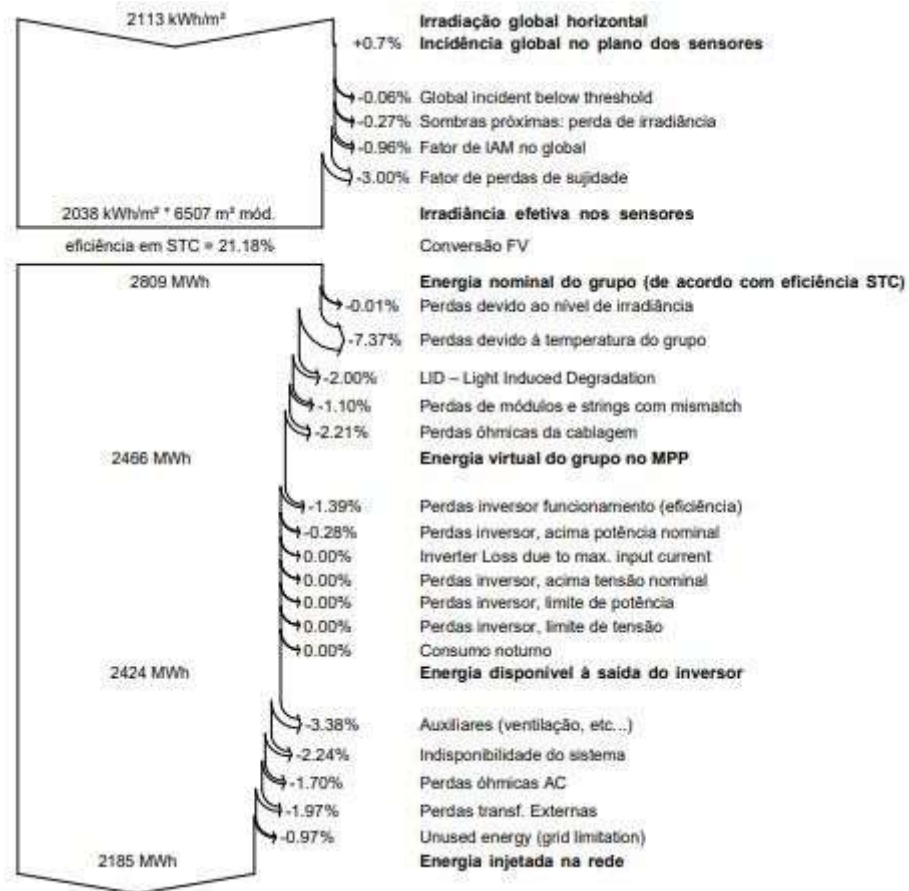 2113 kWh/m² Irradiação global horizontal
+0.7% Incidência global no plano dos sensores
-0.06% Global incident below threshold
-0.27% Sombras próximas: perda de irradiância
-0.96% Fator de IAM no global
-3.00% Fator de perdas de sujidade
2038 kWh/m² * 6507 m² mód. Irradiância efetiva nos sensores
eficiência em STC = 21.18% Conversão FV
2809 MWh Energia nominal do grupo (de acordo com eficiência STC)
-0.01% Perdas devido ao nível de irradiância
-7.37% Perdas devido à temperatura do grupo
-2.00% LID – Light Induced Degradation
-1.10% Perdas de módulos e strings com mismatch
-2.21% Perdas óhmicas da cablagem
2466 MWh Energia virtual do grupo no MPP
-1.39% Perdas inversor funcionamento (eficiência)
-0.28% Perdas inversor, acima potência nominal
0.00% Inverter Loss due to max. input current
0.00% Perdas inversor, acima tensão nominal
0.00% Perdas inversor, limite de potência
0.00% Perdas inversor, limite de tensão
0.00% Consumo noturno
2424 MWh Energia disponível à saída do inversor
-3.38% Auxiliares (ventilação, etc...)
-2.24% Indisponibilidade do sistema
-1.70% Perdas óhmicas AC
-1.97% Perdas transf. Externas
-0.97% Unused energy (grid limitation)
2185 MWh Energia injetada na rede